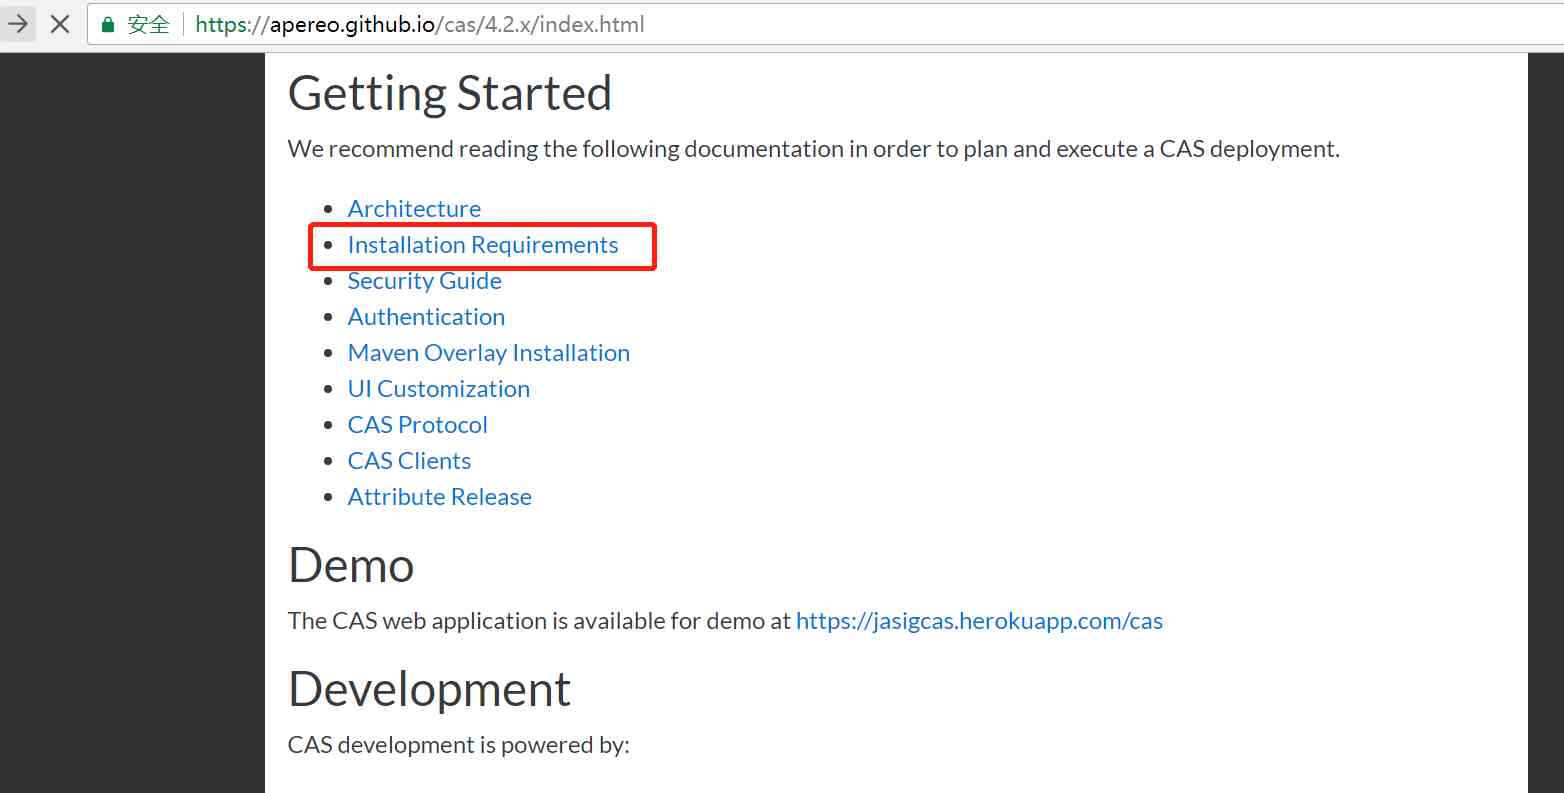 安全 https://apereo.github.io/cas/4.2.x/index.html
Getting Started
We recommend reading the following documentation in order to plan and execute a CAS deployment.
Architecture
Installation Requirements
Security Guide
Authentication
Maven Overlay Installation
UI Customization
CAS Protocol
CAS Clients
Attribute Release
Demo
The CAS web application is available for demo at https://jasigcas.herokuapp.com/cas
Development
CAS development is powered by: